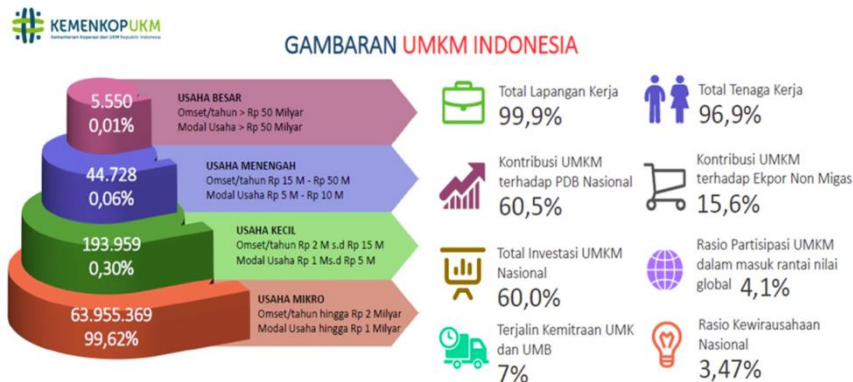 KEMENKOPUKM
Kementerian Koperasi dan UKM Republik Indonesia
GAMBARAN UMKM INDONESIA
5.550
0,01%
USAHA BESAR
Omset/tahun > Rp 50 Milyar
Modal Usaha > Rp 50 Milyar
44.728
0,06%
USAHA MENENGAH
Omset/tahun Rp 15 M - Rp 50 M
Modal Usaha Rp 5 M - Rp 10 M
193.959
0,30%
USAHA KECIL
Omset/tahun Rp 2 M s.d Rp 15 M
Modal Usaha Rp 1 Ms.d Rp 5 M
63.955.369
99,62%
USAHA MIKRO
Omset/tahun hingga Rp 2 Milyar
Modal Usaha hingga Rp 1 Milyar
Total Lapangan Kerja
99,9%
Total Tenaga Kerja
96,9%
Kontribusi UMKM
terhadap PDB Nasional
60,5%
Kontribusi UMKM
terhadap Ekpor Non Migas
15,6%
Total Investasi UMKM
Nasional
60,0%
Rasio Partisipasi UMKM
dalam masuk rantai nilai
global 4,1%
Terjalin Kemitraan UMK
dan UMB
7%
Rasio Kewirausahaan
Nasional
3,47%